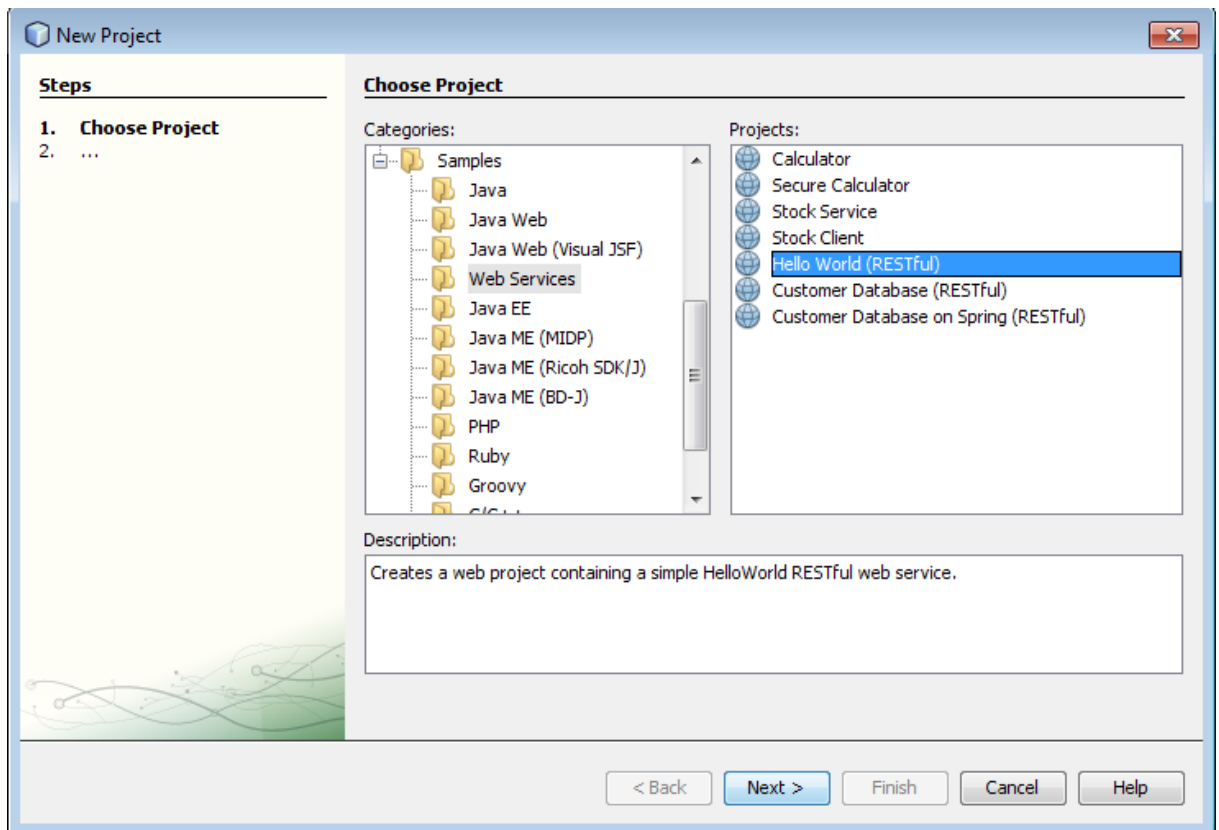 New Project
Steps
1. Choose Project
2. ...
Choose Project
Categories:
Samples
Java
Java Web
Java Web (Visual JSF)
Web Services
Java EE
Java ME (MIDP)
Java ME (Ricoh SDK/J)
Java ME (BD-J)
PHP
Ruby
Groovy
Projects:
Calculator
Secure Calculator
Stock Service
Stock Client
Hello World (RESTful)
Customer Database (RESTful)
Customer Database on Spring (RESTful)
Description:
Creates a web project containing a simple HelloWorld RESTful web service.
< Back
Next >
Finish
Cancel
Help